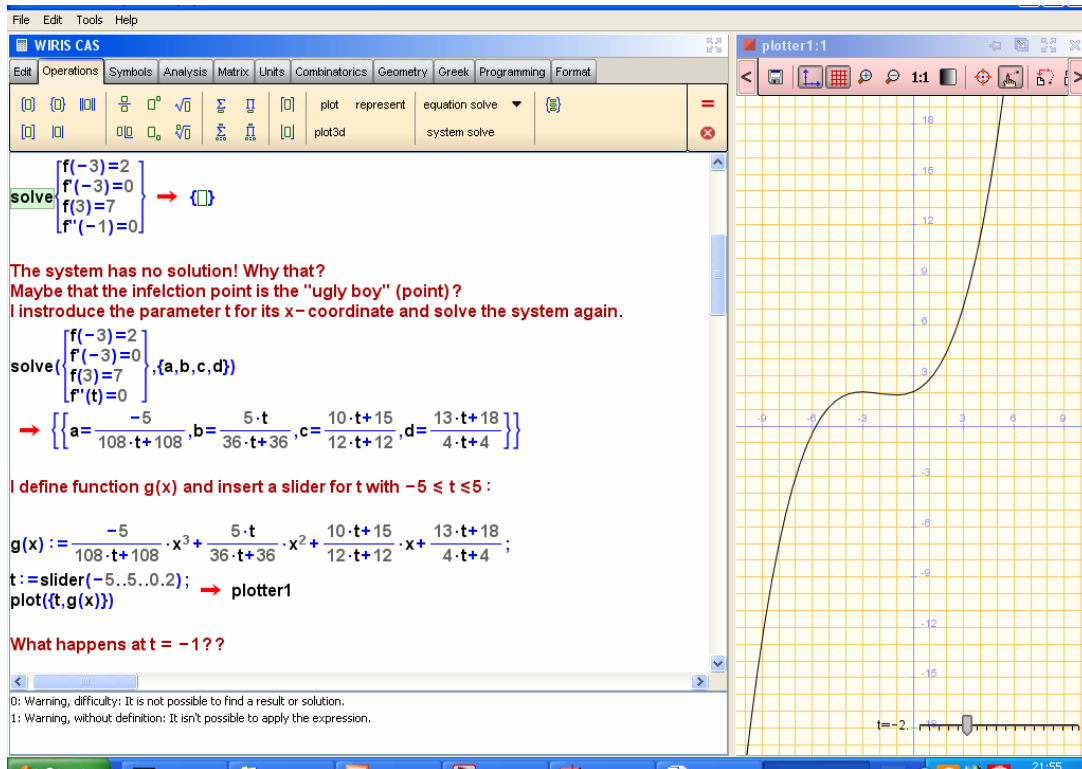 File Edit Tools Help
WIRIS CAS
plotter1:1
Edit Operations Symbols Analysis Matrix Units Combinatorics Geometry Greek Programming Format
plot represent equation solve
plot3d system solve
1:1
solve { f(−3)=2
f'(−3)=0
f(3)=7
f''(−1)=0 } → {[]}
The system has no solution! Why that?
Maybe that the infelction point is the "ugly boy" (point)?
I instroduce the parameter t for its x−coordinate and solve the system again.
solve({ f(−3)=2
f'(−3)=0
f(3)=7
f''(t)=0 },{a,b,c,d})
→ {{a=−5/(108·t+108),b=5·t/(36·t+36),c=(10·t+15)/(12·t+12),d=(13·t+18)/(4·t+4)}}
I define function g(x) and insert a slider for t with −5 ≤ t ≤5 :
g(x) := −5/(108·t+108)·x³+5·t/(36·t+36)·x²+(10·t+15)/(12·t+12)·x+(13·t+18)/(4·t+4);
t:=slider(−5..5..0.2);
plot({t,g(x)}) → plotter1
What happens at t = −1??
0: Warning, difficulty: It is not possible to find a result or solution.
1: Warning, without definition: It isn't possible to apply the expression.
18
15
12
9
6
3
-9 -6 -3 3 6 9
-3
-6
-9
-12
-15
-18
t=-2.
21:55